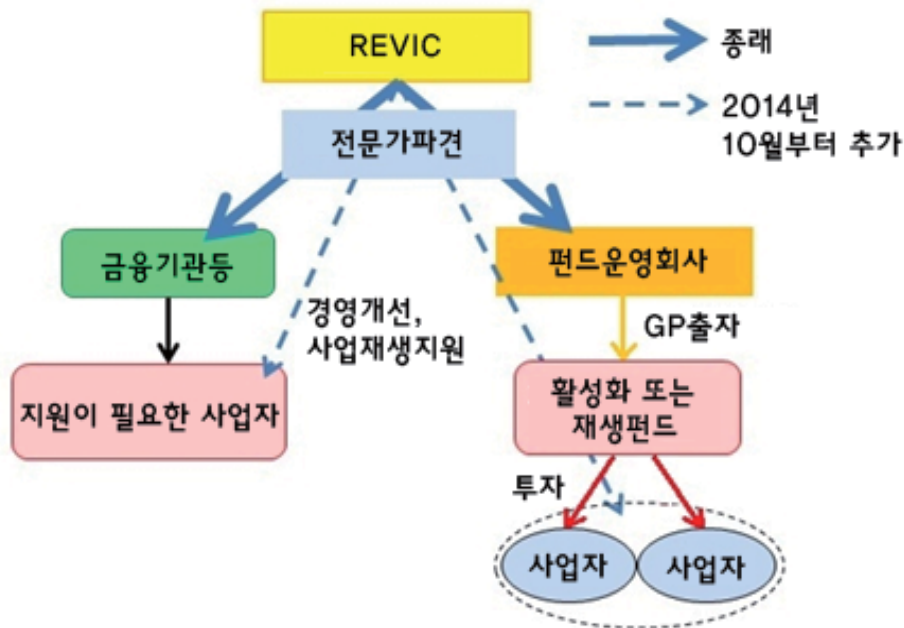 REVIC
종래
2014년
10월부터 추가
전문가파견
금융기관등
펀드운영회사
경영개선,
사업재생지원
GP출자
지원이 필요한 사업자
활성화 또는
재생펀드
투자
사업자
사업자